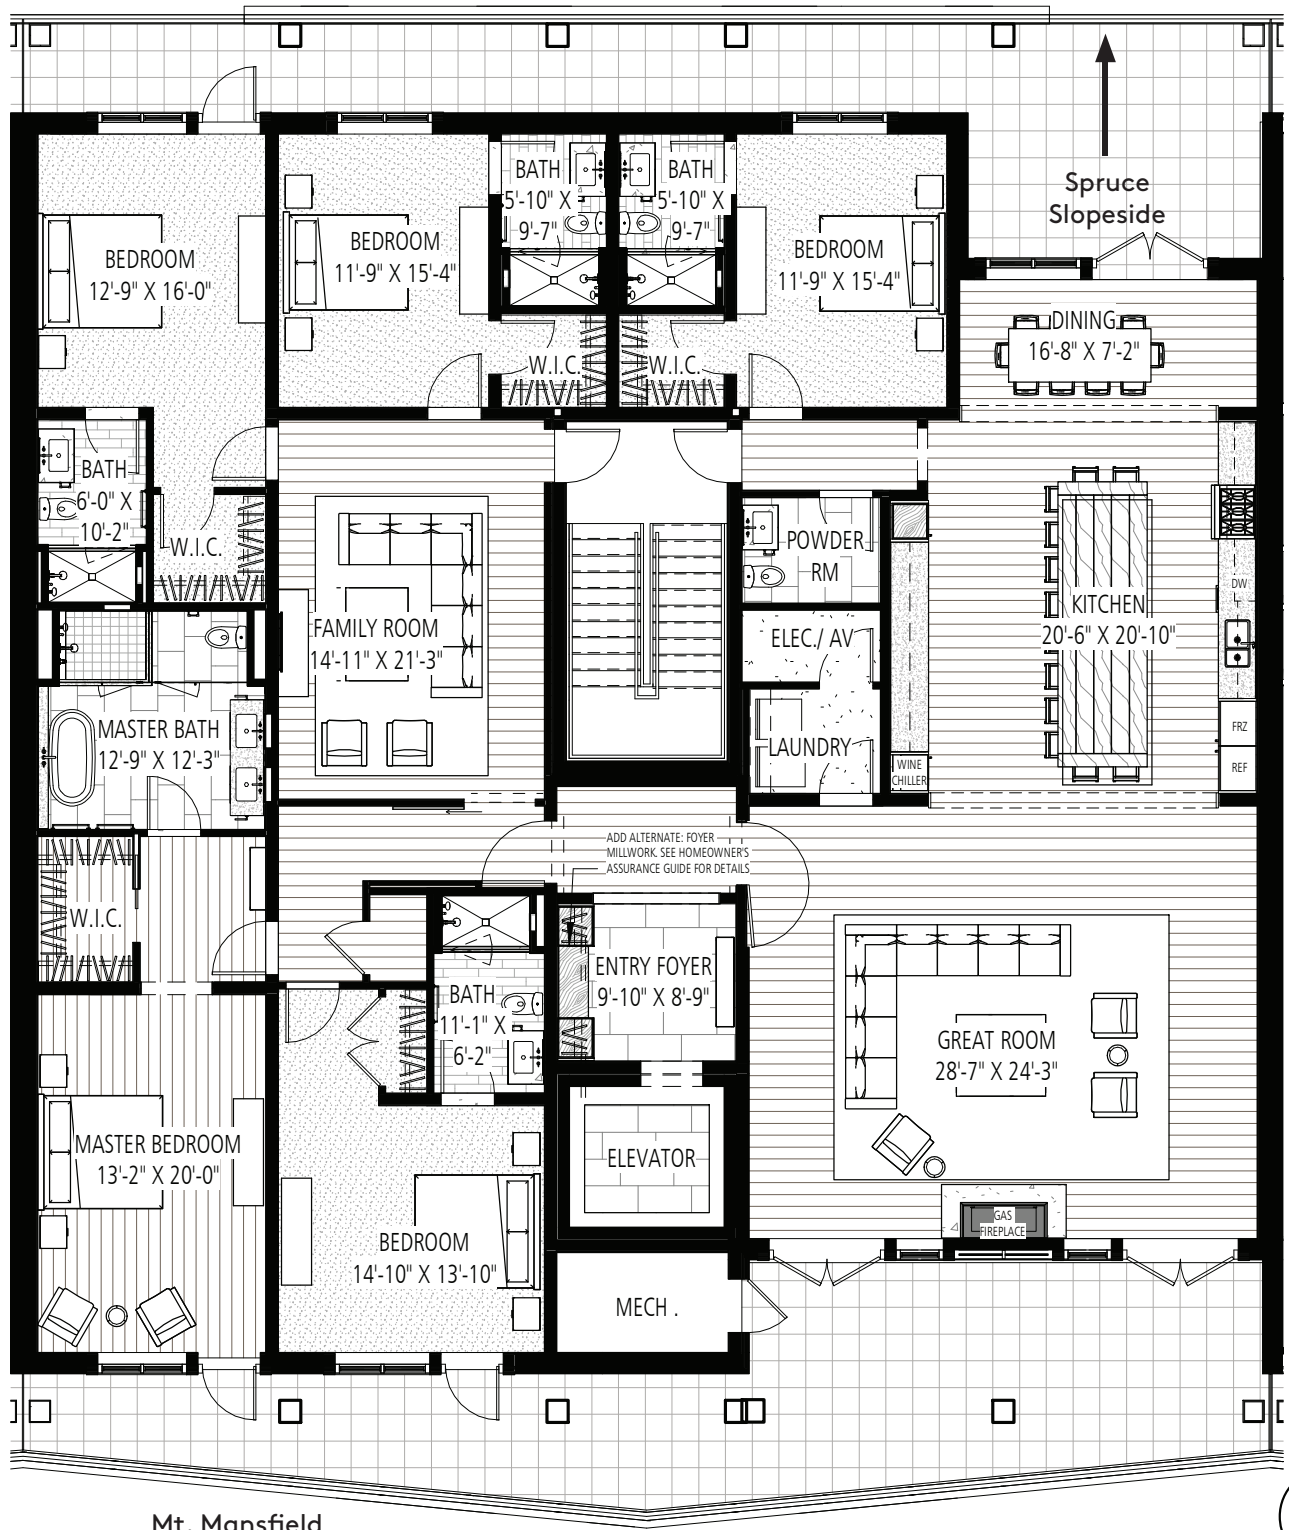 Spruce
Slopeside
BATH
5'-10" X
9'-7"
BATH
5'-10" X
9'-7"
BEDROOM
12'-9" X 16'-0"
BEDROOM
11'-9" X 15'-4"
BEDROOM
11'-9" X 15'-4"
DINING
16'-8" X 7'-2"
W.I.C.
W.I.C.
BATH
6'-0" X
10'-2"
W.I.C.
POWDER
RM
DW
FAMILY ROOM
14'-11" X 21'-3"
ELEC./ AV
KITCHEN
20'-6" X 20'-10"
MASTER BATH
12'-9" X 12'-3"
LAUNDRY
WINE
CHILLER
FRZ
REF
ADD ALTERNATE: FOYER
MILLWORK. SEE HOMEOWNER'S
ASSURANCE GUIDE FOR DETAILS
W.I.C.
BATH
11'-1" X
6'-2"
ENTRY FOYER
9'-10" X 8'-9"
GREAT ROOM
28'-7" X 24'-3"
MASTER BEDROOM
13'-2" X 20'-0"
ELEVATOR
GAS
FIREPLACE
BEDROOM
14'-10" X 13'-10"
MECH .
Mt. Mansfield